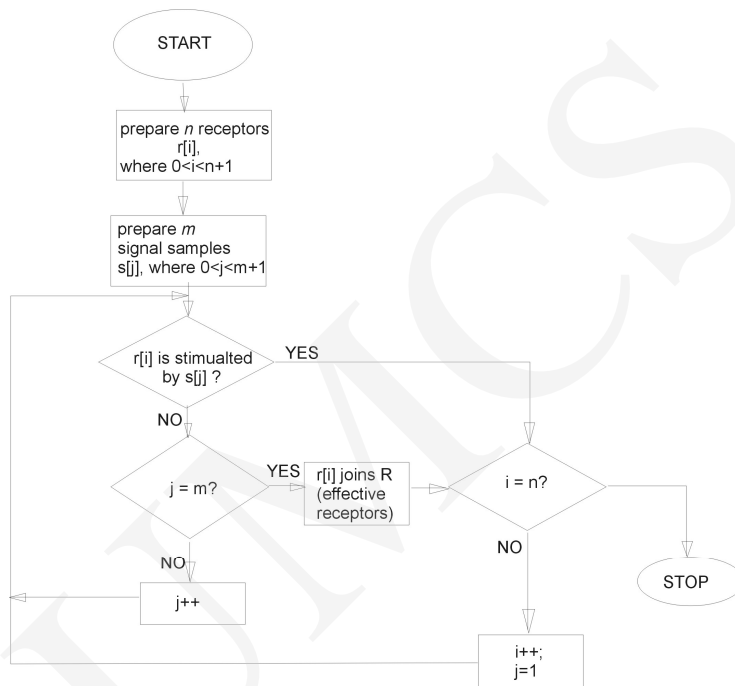 START
prepare n receptors
r[i],
where 0<i<n+1
prepare m
signal samples
s[j], where 0<j<m+1
r[i] is stimualted
by s[j] ?
YES
NO
j = m?
YES
r[i] joins R
(effective
receptors)
i = n?
NO
NO
j++
STOP
i++;
j=1
UMCS